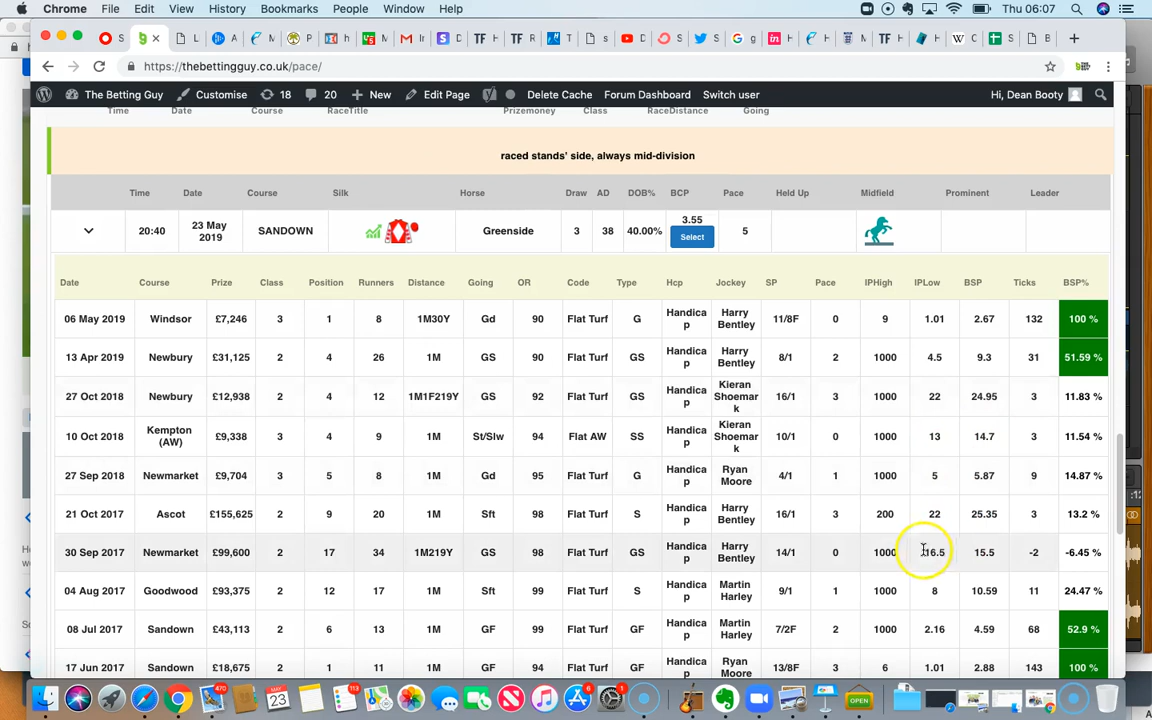 Chrome File Edit View History Bookmarks People Window Help Thu 06:07
https://thebettingguy.co.uk/pace/
The Betting Guy Customise 18 20 New Edit Page Delete Cache Forum Dashboard Switch user Hi, Dean Booty
Time Date Course RaceTitle Prizemoney Class RaceDistance Going
raced stands' side, always mid-division
Time Date Course Silk Horse Draw AD DOB% BCP Pace Held Up Midfield Prominent Leader
20:40 23 May 2019 SANDOWN Greenside 3 38 40.00% 3.55 Select 5
Date Course Prize Class Position Runners Distance Going OR Code Type Hcp Jockey SP Pace IPHigh IPLow BSP Ticks BSP%
06 May 2019 Windsor £7,246 3 1 8 1M30Y Gd 90 Flat Turf G Handicap Harry Bentley 11/8F 0 9 1.01 2.67 132 100 %
13 Apr 2019 Newbury £31,125 2 4 26 1M GS 90 Flat Turf GS Handicap Harry Bentley 8/1 2 1000 4.5 9.3 31 51.59 %
27 Oct 2018 Newbury £12,938 2 4 12 1M1F219Y GS 92 Flat Turf GS Handicap Kieran Shoemark 16/1 3 1000 22 24.95 3 11.83 %
10 Oct 2018 Kempton (AW) £9,338 3 4 9 1M St/Slw 94 Flat AW SS Handicap Kieran Shoemark 10/1 0 1000 13 14.7 3 11.54 %
27 Sep 2018 Newmarket £9,704 3 5 8 1M Gd 95 Flat Turf G Handicap Ryan Moore 4/1 1 1000 5 5.87 9 14.87 %
21 Oct 2017 Ascot £155,625 2 9 20 1M Sft 98 Flat Turf S Handicap Harry Bentley 16/1 3 200 22 25.35 3 13.2 %
30 Sep 2017 Newmarket £99,600 2 17 34 1M219Y GS 98 Flat Turf GS Handicap Harry Bentley 14/1 0 1000 16.5 15.5 -2 -6.45 %
04 Aug 2017 Goodwood £93,375 2 12 17 1M Sft 99 Flat Turf S Handicap Martin Harley 9/1 1 1000 8 10.59 11 24.47 %
08 Jul 2017 Sandown £43,113 2 6 13 1M GF 99 Flat Turf GF Handicap Martin Harley 7/2F 2 1000 2.16 4.59 68 52.9 %
17 Jun 2017 Sandown £18,675 2 1 11 1M GF 94 Flat Turf GF Handicap Ryan Moore 13/8F 3 6 1.01 2.88 143 100 %